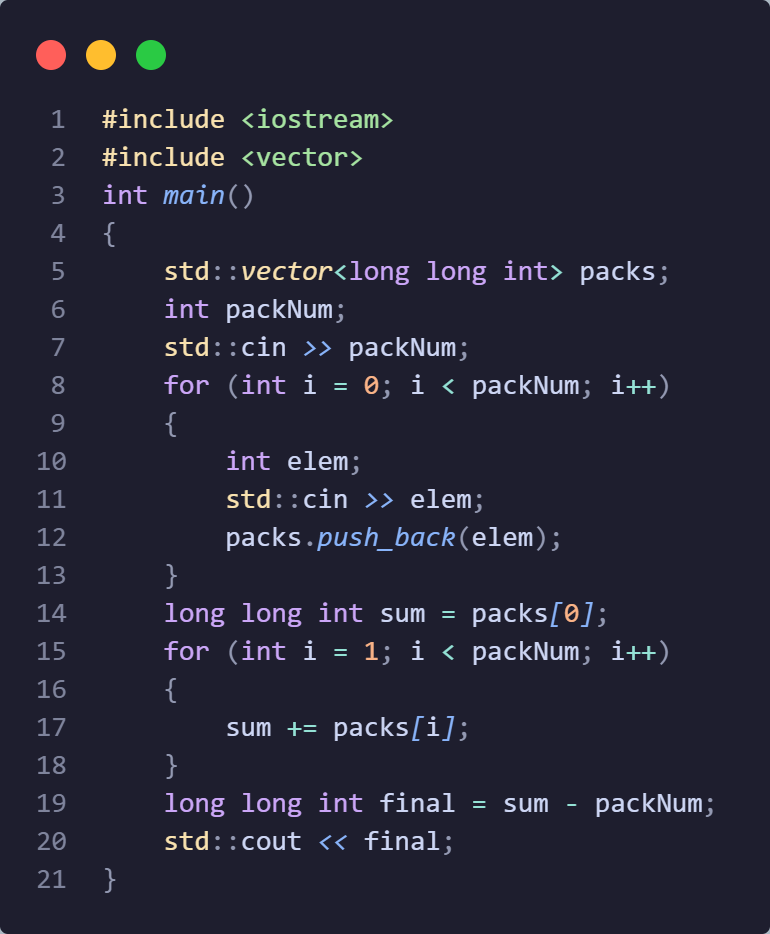 1 #include <iostream>
2 #include <vector>
3 int main()
4 {
5     std::vector<long long int> packs;
6     int packNum;
7     std::cin >> packNum;
8     for (int i = 0; i < packNum; i++)
9     {
10         int elem;
11         std::cin >> elem;
12         packs.push_back(elem);
13     }
14     long long int sum = packs[0];
15     for (int i = 1; i < packNum; i++)
16     {
17         sum += packs[i];
18     }
19     long long int final = sum - packNum;
20     std::cout << final;
21 }